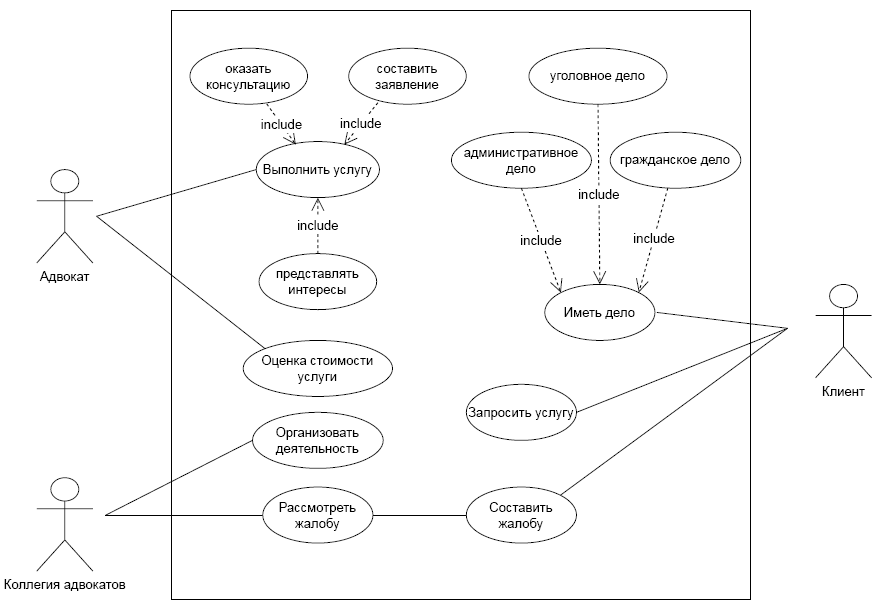 оказать
консультацию
составить
заявление
уголовное дело
include
include
административное
дело
гражданское дело
Выполнить услугу
include
include
include
include
Адвокат
представлять
интересы
Иметь дело
Оценка стоимости
услуги
Клиент
Запросить услугу
Организовать
деятельность
Рассмотреть
жалобу
Составить
жалобу
Коллегия адвокатов